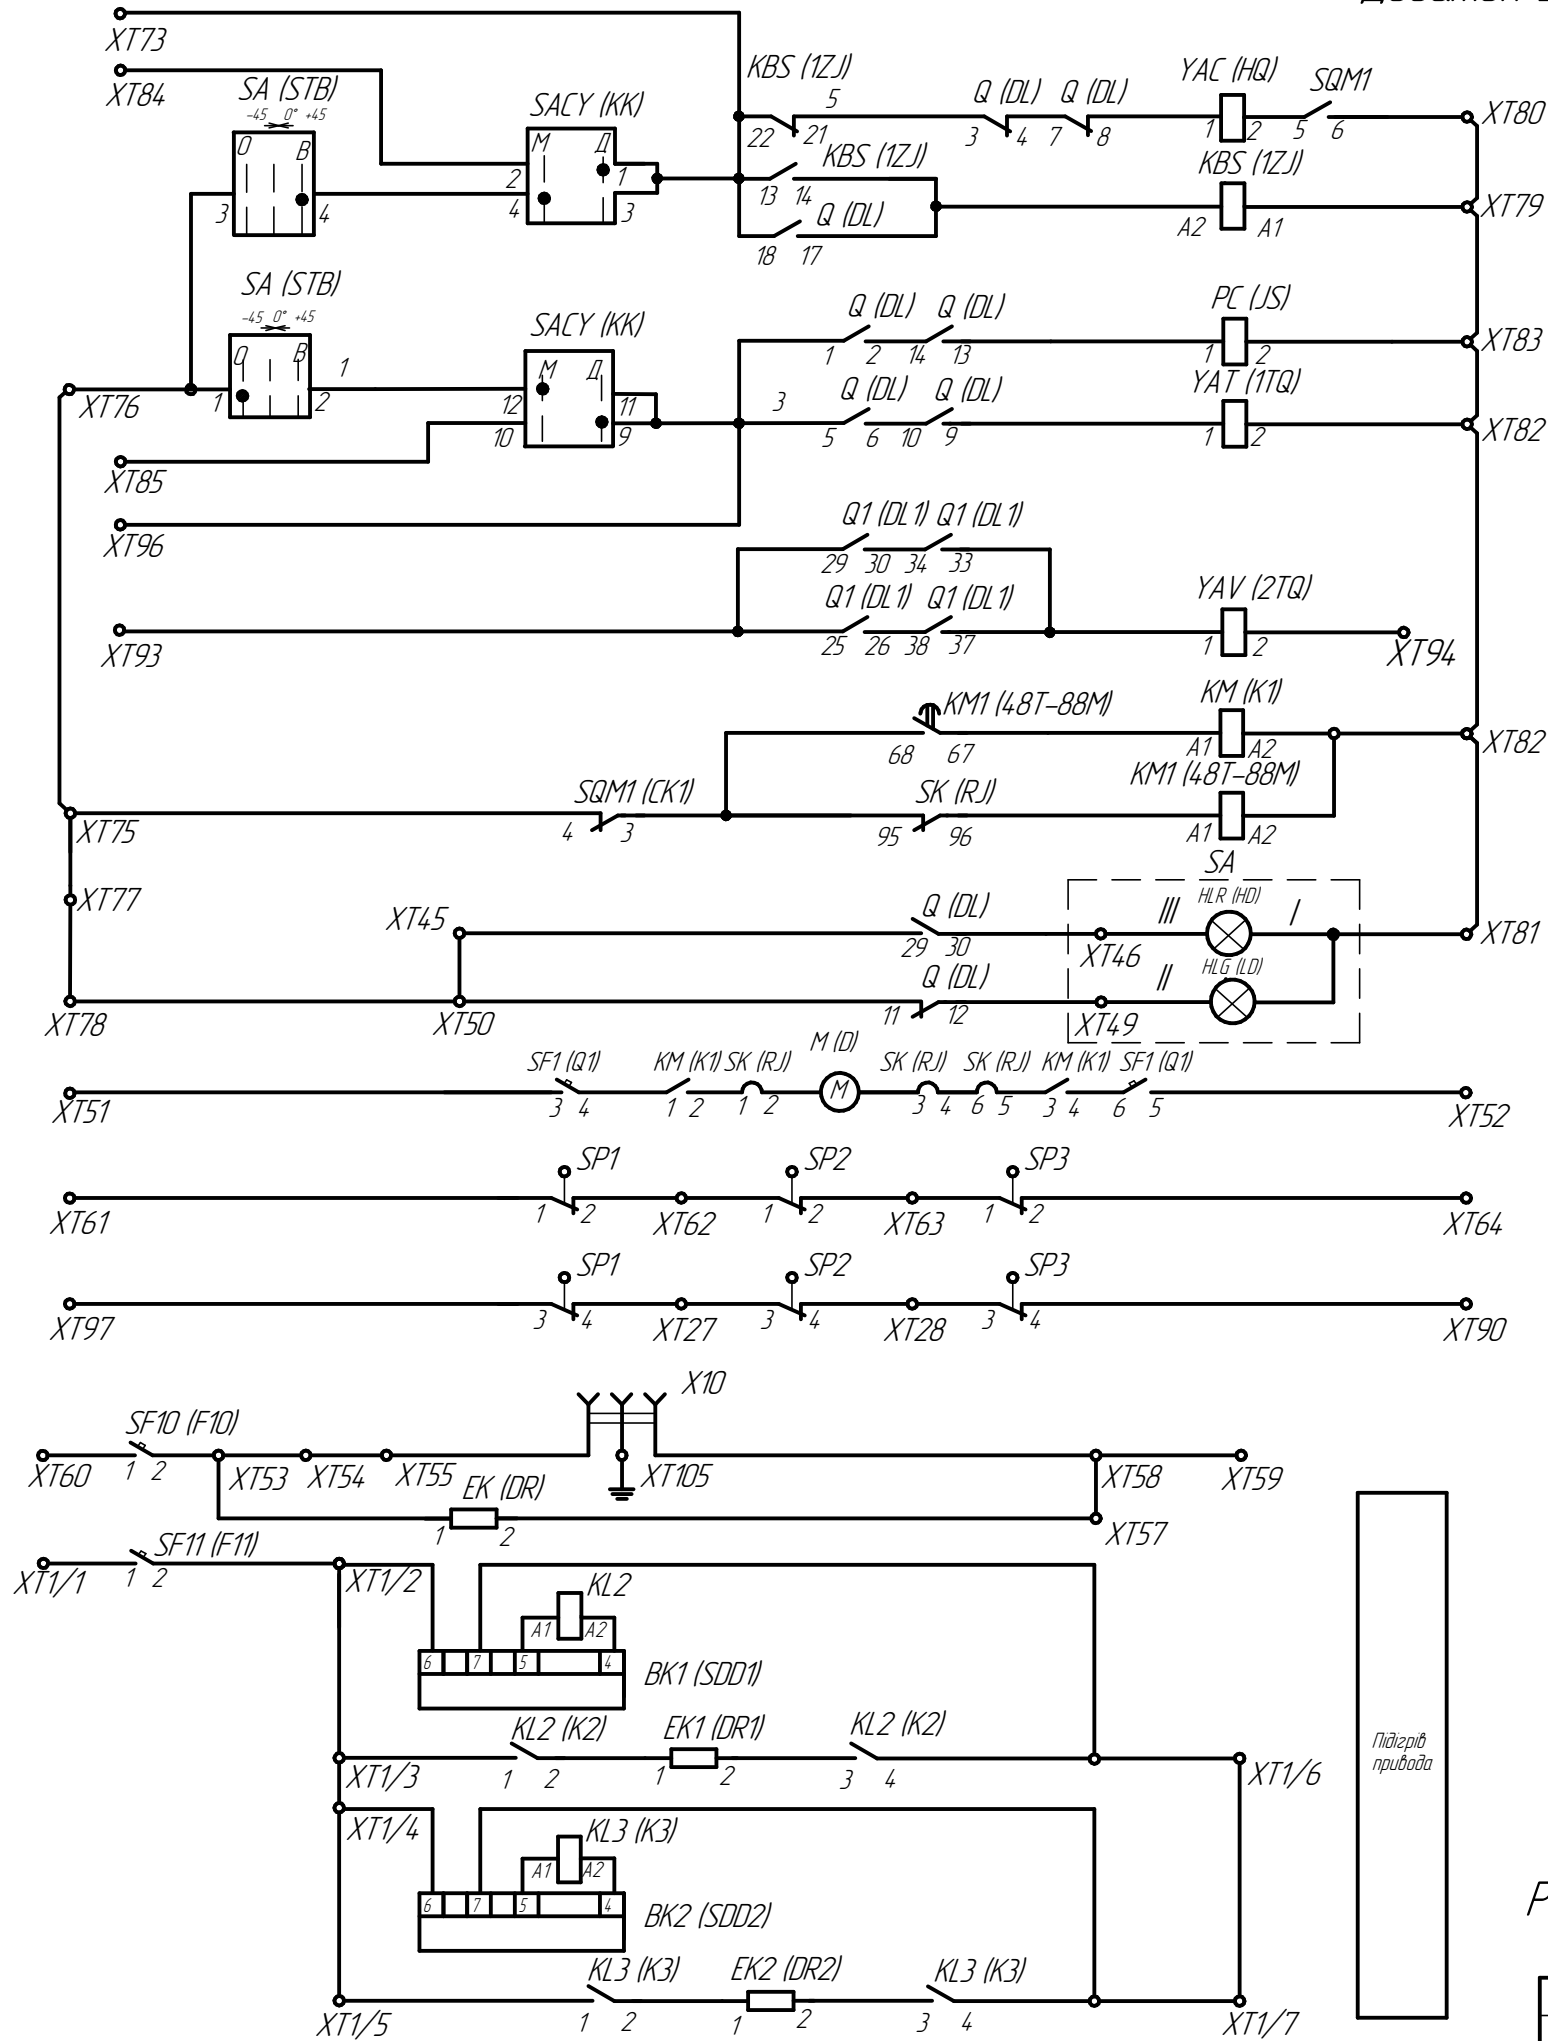 XT73
XT84
SA (STB)
-45 0° +45
O B
3 4
SACY (KK)
М Д
2 1
4 3
KBS (1ZJ)
5
22 21
Q (DL) Q (DL)
3 4 7 8
YAC (HQ)
1 2
SQM1
5 6
XT80
KBS (1ZJ)
13 14
Q (DL)
18 17
KBS (1ZJ)
A2 A1
XT79
SA (STB)
-45 0° +45
O B
1 2
1
XT76
SACY (KK)
М Д
12 11
10 9
3
Q (DL) Q (DL)
1 2 14 13
PC (JS)
1 2
XT83
Q (DL) Q (DL)
5 6 10 9
YAT (1TQ)
1 2
XT82
XT85
XT96
Q1 (DL1) Q1 (DL1)
29 30 34 33
Q1 (DL1) Q1 (DL1)
25 26 38 37
XT93
YAV (2TQ)
1 2
XT94
KM1 (48T-88M)
68 67
KM (K1)
A1 A2
XT82
SQM1 (CK1)
4 3
SK (RJ)
95 96
KM1 (48T-88M)
A1 A2
XT75
XT77
SA
XT45
Q (DL)
29 30
XT46
III
HLR (HD)
I
XT81
Q (DL)
11 12
XT49
II
HLG (LD)
XT78
XT50
SF1 (Q1) KM (K1) SK (RJ) M (D) SK (RJ) SK (RJ) KM (K1) SF1 (Q1)
M
XT51 3 4 1 2 1 2 3 4 6 5 3 4 6 5 XT52
SP1 SP2 SP3
XT61 1 2 XT62 1 2 XT63 1 2 XT64
SP1 SP2 SP3
XT97 3 4 XT27 3 4 XT28 3 4 XT90
X10
SF10 (F10)
XT60 1 2 XT53 XT54 XT55 XT105 XT58 XT59
EK (DR)
1 2
XT57
SF11 (F11)
XT1/1 1 2 XT1/2
KL2
A1 A2
6 7 5 4
BK1 (SDD1)
KL2 (K2) EK1 (DR1) KL2 (K2)
XT1/3 1 2 1 2 3 4 XT1/6
XT1/4
KL3 (K3)
A1 A2
6 7 5 4
BK2 (SDD2)
KL3 (K3) EK2 (DR2) KL3 (K3)
XT1/5 1 2 1 2 3 4 XT1/7
Підігрів
привода